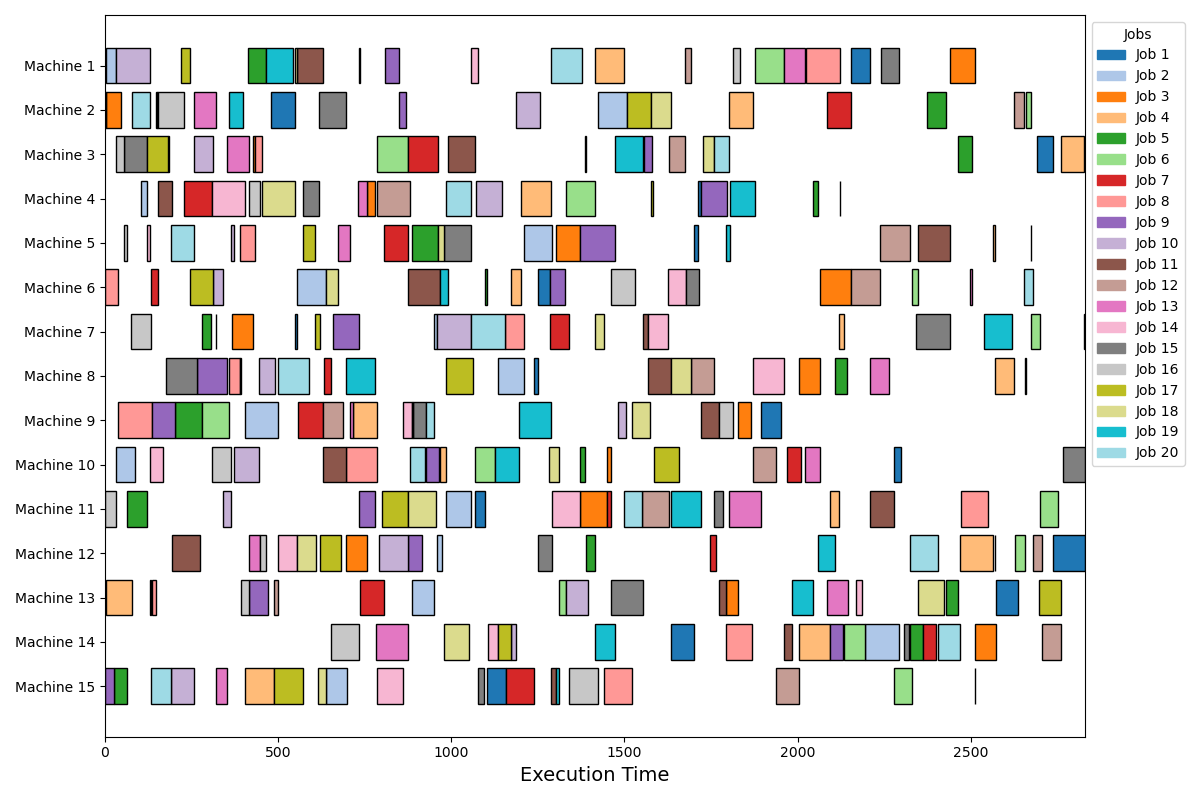 Machine 1
Machine 2
Machine 3
Machine 4
Machine 5
Machine 6
Machine 7
Machine 8
Machine 9
Machine 10
Machine 11
Machine 12
Machine 13
Machine 14
Machine 15
0 500 1000 1500 2000 2500
Execution Time
Jobs
Job 1
Job 2
Job 3
Job 4
Job 5
Job 6
Job 7
Job 8
Job 9
Job 10
Job 11
Job 12
Job 13
Job 14
Job 15
Job 16
Job 17
Job 18
Job 19
Job 20